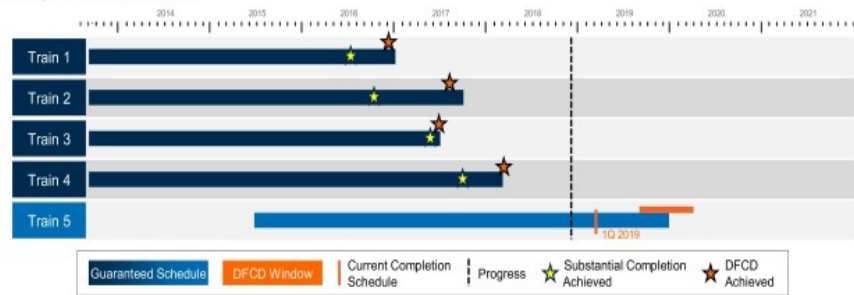 2014 2015 2016 2017 2018 2019 2020 2021
Train 1
Train 2
Train 3
Train 4
Train 5
1Q 2019
Guaranteed Schedule DFCD Window Current Completion Schedule Progress Substantial Completion Achieved DFCD Achieved